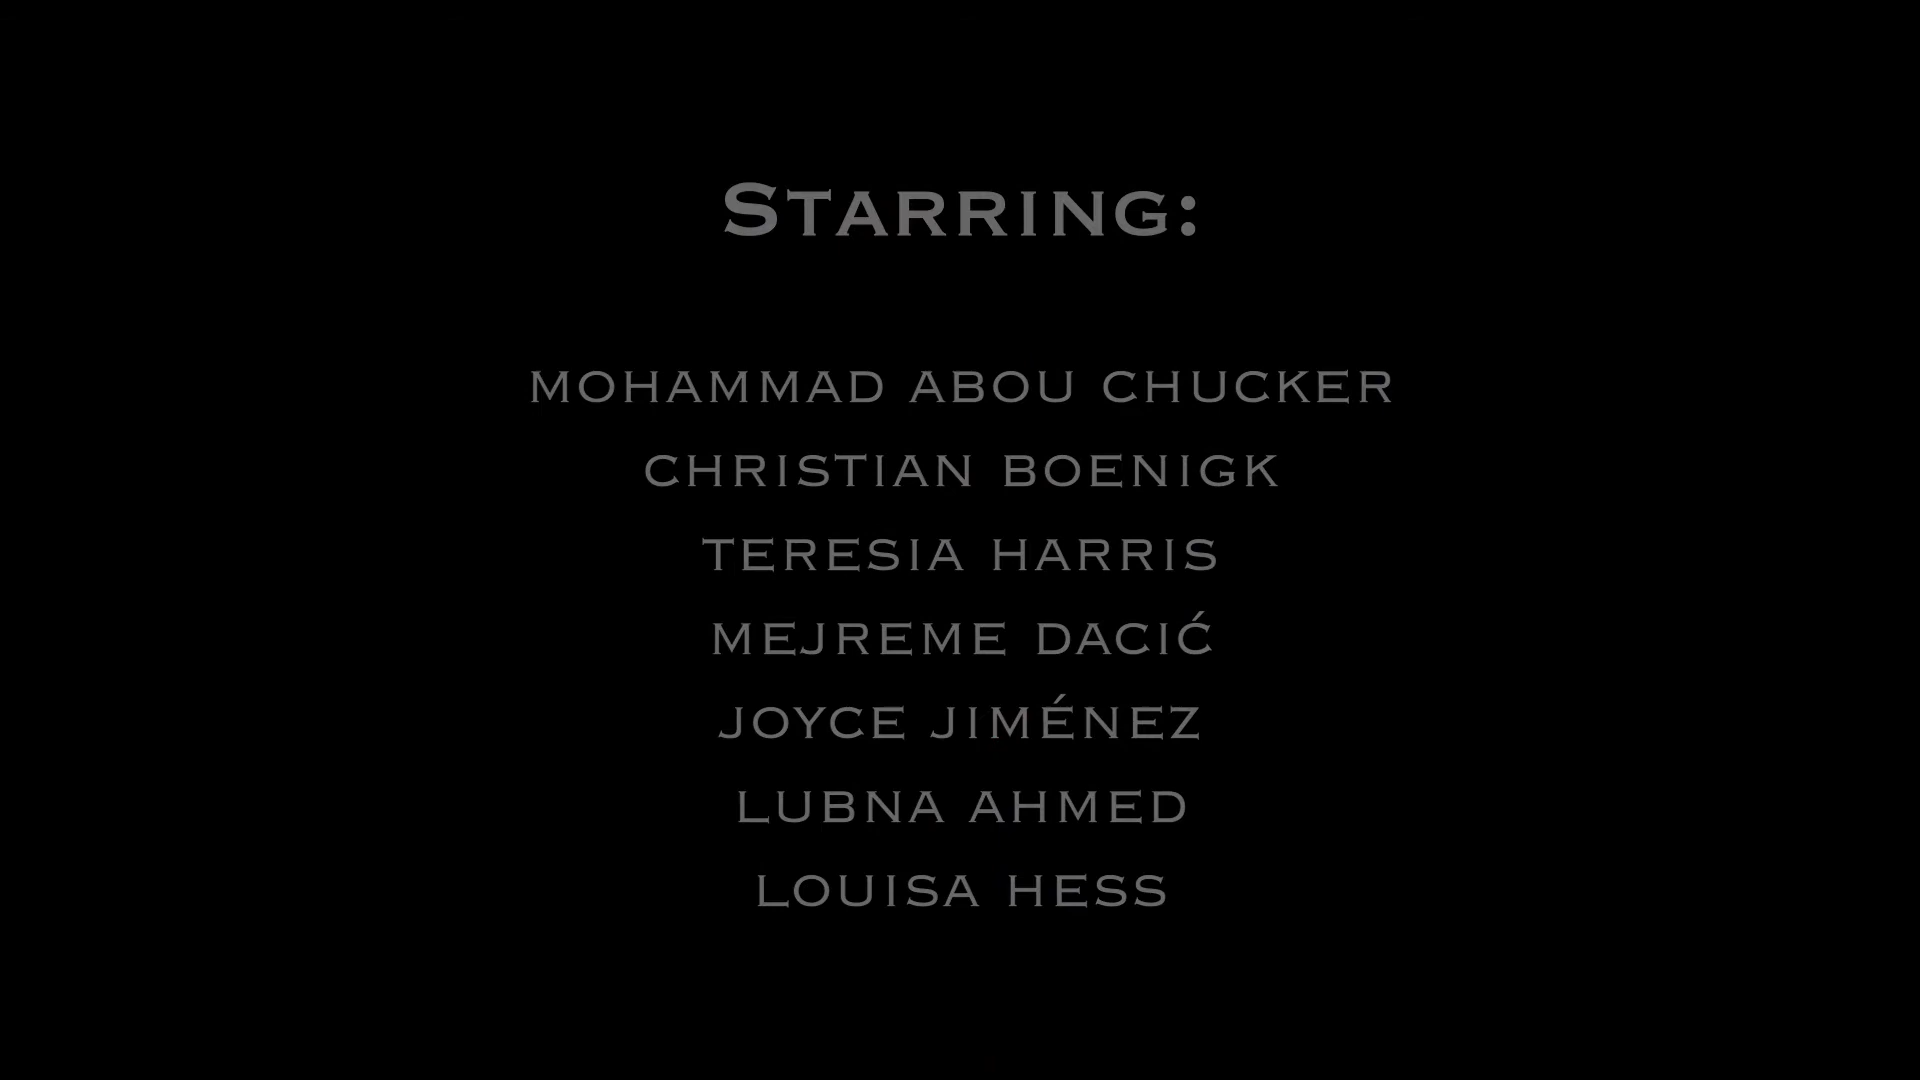 Starring:
MOHAMMAD ABOU CHUCKER
CHRISTIAN BOENIGK
TERESIA HARRIS
MEJREME DACIĆ
JOYCE JIMÉNEZ
LUBNA AHMED
LOUISA HESS